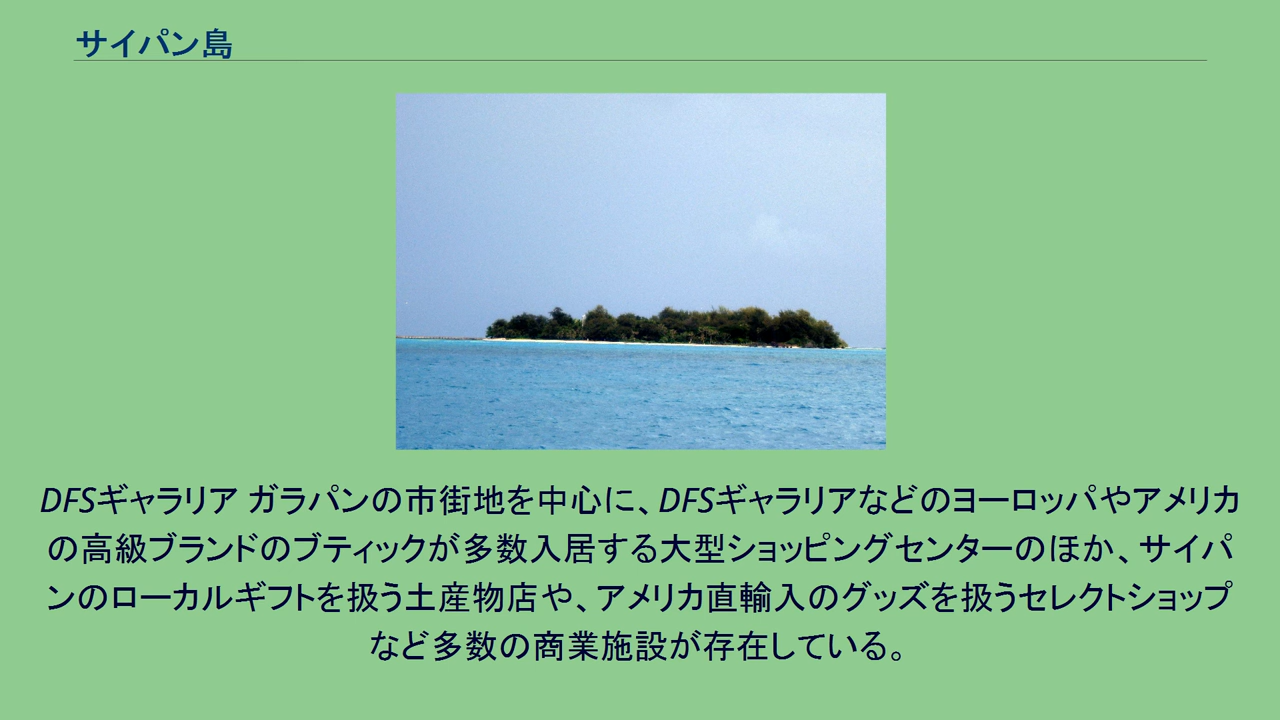 サイパン島
DFSギャラリア ガラパンの市街地を中心に、DFSギャラリアなどのヨーロッパやアメリカ
の高級ブランドのブティックが多数入居する大型ショッピングセンターのほか、サイパ
ンのローカルギフトを扱う土産物店や、アメリカ直輸入のグッズを扱うセレクトショップ
など多数の商業施設が存在している。